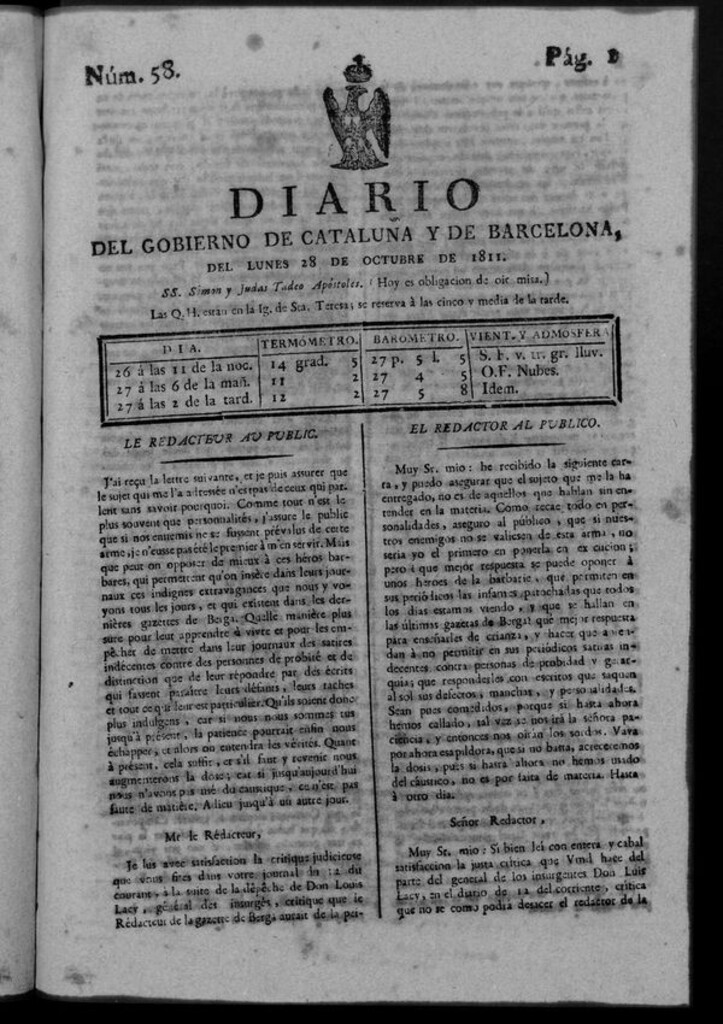 Núm. 58.
Pág.
DIARIO
DEL GOBIERNO DE CATALUÑA Y DE BARCELONA,
DEL LUNES 28 DE OCTUBRE DE 1811.
SS. Simon y Judas Tadeo Apóstoles. (Hoy es obligacion de oir misa.)
Las Q.H. estan en la Ig. de Sta. Teresa; se reserva à las cinco y media de la tarde.
DIA. TERMÓMETRO. BARÓMETRO. VIENT. Y ADMOSFERA
26 á las 11 de la noc. 14 grad. 5 27 p. 5 l. 5 S. F. v. tr. gr. lluv.
27 á las 6 de la mañ. 11 2 27 4 5 O.F. Nubes.
27 á las 2 de la tard. 12 2 27 5 8 Idem.
LE REDACTEUR AU PUBLIC.
J'ai reçu la lettre suivante, et je puis assurer que
le sujet qui me l'a adressée n'est pas de ceux qui par-
lent sans savoir pourquoi. Comme tout n'est le
plus souvent que personnalités, j'assure le public
que si nos ennemis ne se fussent prévalus de cette
arme, je n'eusse pas été le premier à m'en servir. Mais
que peut on opposer de mieux à ces héros bar-
bares, qui permettent qu'on insère dans leurs jour-
naux ces indignes extravagances que nous y vo-
yons tous les jours, et qui existent dans les der-
nières gazettes de Berga. Quelle manière plus
sure pour leur apprendre à vivre et pour les em-
pêcher de mettre dans leur journaux des satires
indécentes contre des personnes de probité et de
distinction que de leur répondre par des écrits
qui fassent paraître leurs défauts, leurs taches
et tout ce qui leur est particulier. Qu'ils soient donc
plus indulgens, car si nous nous sommes tus
jusqu'à présent, la patience pourrait enfin nous
échapper, et alors on entendra les vérités. Quant
à présent, cela suffit, et s'il faut y revenir nous
augmenterons la dose; car si jusqu'aujourd'hui
nous n'avons pas usé du caustique, ce n'est pas
faute de matière. Adieu jusqu'à un autre jour.
Mr le Rédacteur,
Je lus avec satisfaction la critique judicieuse
que vous fites dans votre journal du 12 du
courant, à la suite de la dépêche de Don Louis
Lacy, général des insurgés, critique que le
Rédacteur de la gazette de Berga aurait de la pei-
EL REDACTOR AL PUBLICO.
Muy Sr. mio: he recibido la siguiente car-
ta, y puedo asegurar que el sujeto que me la ha
entregado, no es de aquellos que hablan sin en-
tender en la materia. Como recae todo en per-
sonalidades, aseguro al público, que si nues-
tros enemigos no se valiesen de esta arma, no
seria yo el primero en ponerla en execucion;
pero ¿que mejor respuesta se puede oponer á
unos heroes de la barbarie, que permiten en
sus periódicos las infames patochadas que todos
los dias estamos viendo, y que se hallan en
las últimas gazetas de Berga? que mejor respuesta
para enseñarles de crianza, y hacer que aprendan-
dan à no permitir en sus periódicos satiras in-
decentes contra personas de probidad y gerar-
quia; que responderles con escritos que saquen
al sol sus defectos, manchas, y personalidades.
Sean pues comedidos, porque si hasta ahora
hemos callado, tal vez se nos irá la señora pa-
ciencia, y entonces nos oirán los sordos. Vava
por ahora esa pildora, que si no basta, acreceremos
la dosis, pues si hasta ahora no hemos usado
del caustico, no es por falta de materia. Hasta
à otro dia.
Señor Redactor,
Muy Sr. mio: Si bien lei con entera y cabal
satisfaccion la justa critica que Vmd hace del
parte del general de los insurgentes Don Luis
Lacy, en el diario de 12 del corriente, critica
que no se como podia desacer el redactor de la